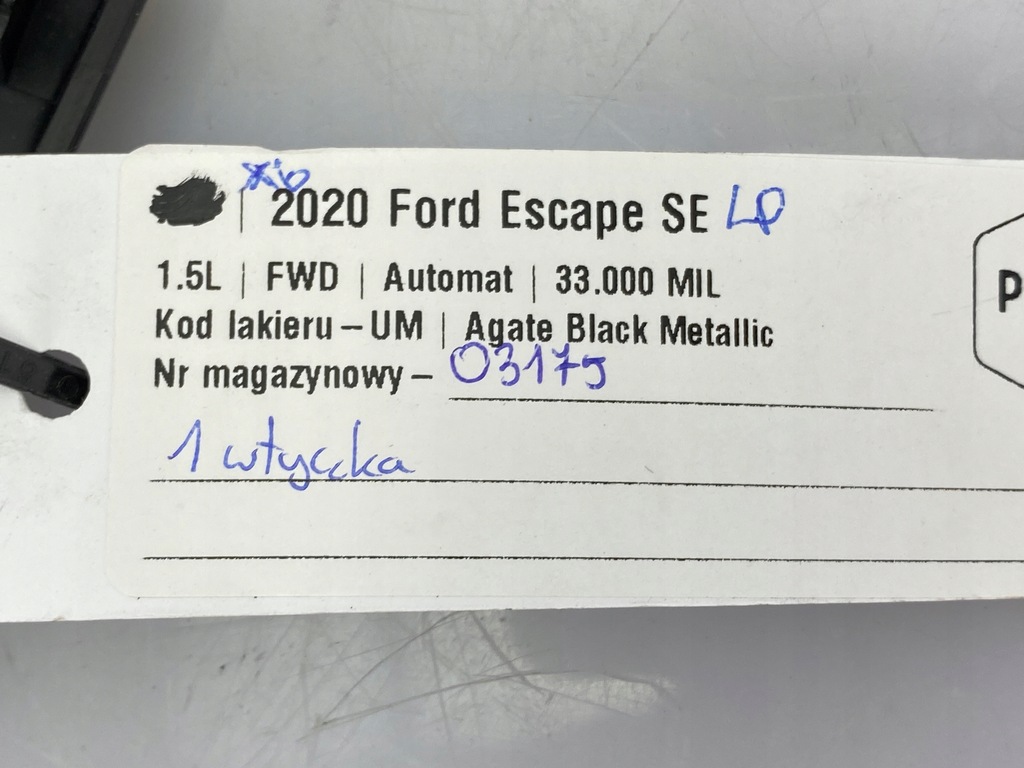 2020 Ford Escape SE LP
1.5L | FWD | Automat | 33.000 MIL
Kod lakieru – UM | Agate Black Metallic
Nr magazynowy – 03175
1 wtyczka
P